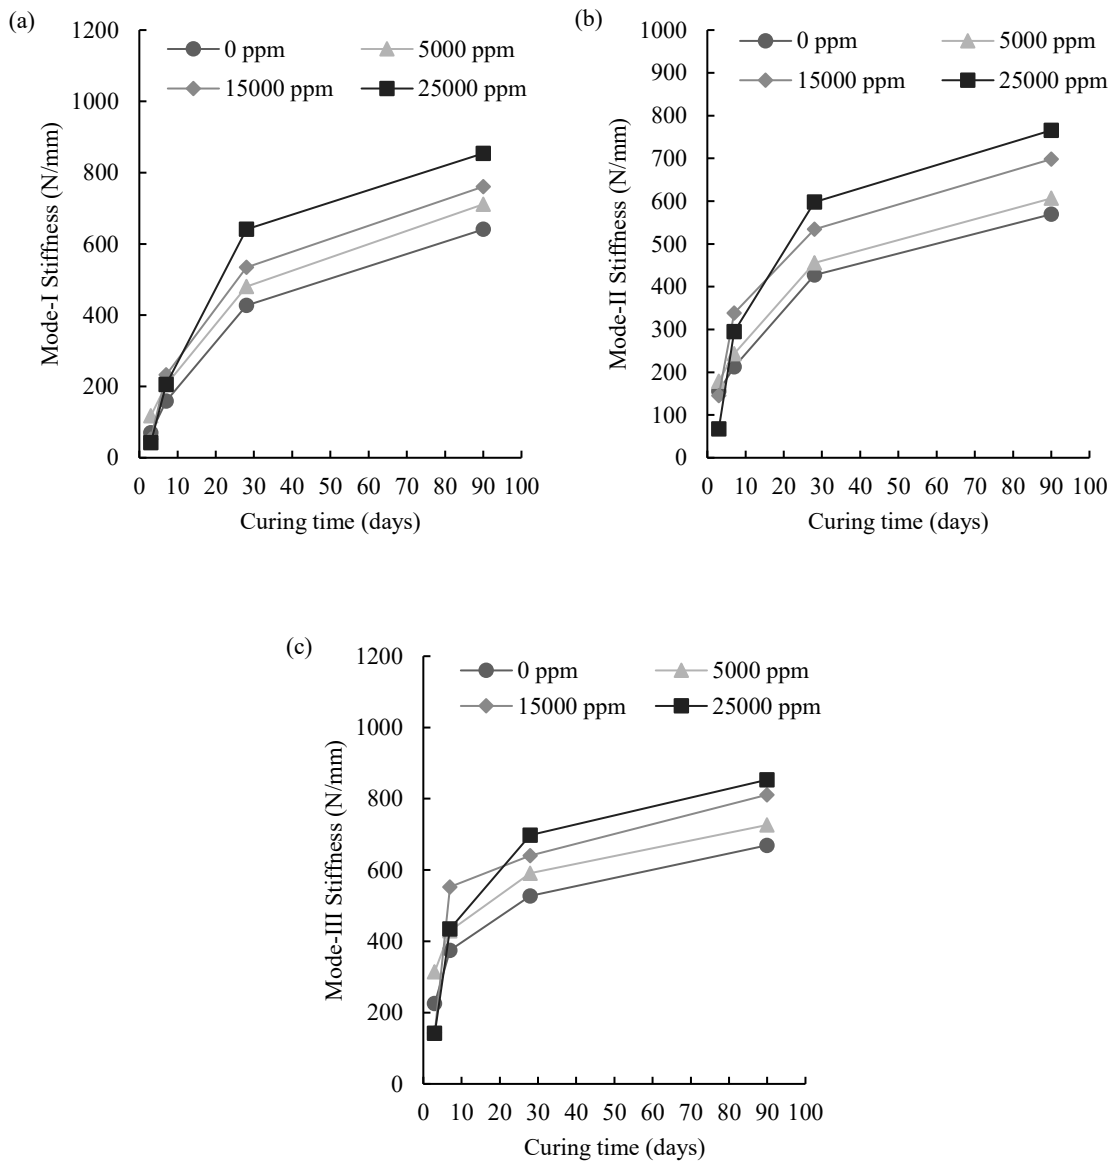 (a)
1200
1000
800
600
400
200
0
Mode-I Stiffness (N/mm)
0 ppm 5000 ppm
15000 ppm 25000 ppm
0 10 20 30 40 50 60 70 80 90 100
Curing time (days)
(b)
1000
900
800
700
600
500
400
300
200
100
0
Mode-II Stiffness (N/mm)
0 ppm 5000 ppm
15000 ppm 25000 ppm
0 10 20 30 40 50 60 70 80 90 100
Curing time (days)
(c)
1200
1000
800
600
400
200
0
Mode-III Stiffness (N/mm)
0 ppm 5000 ppm
15000 ppm 25000 ppm
0 10 20 30 40 50 60 70 80 90 100
Curing time (days)